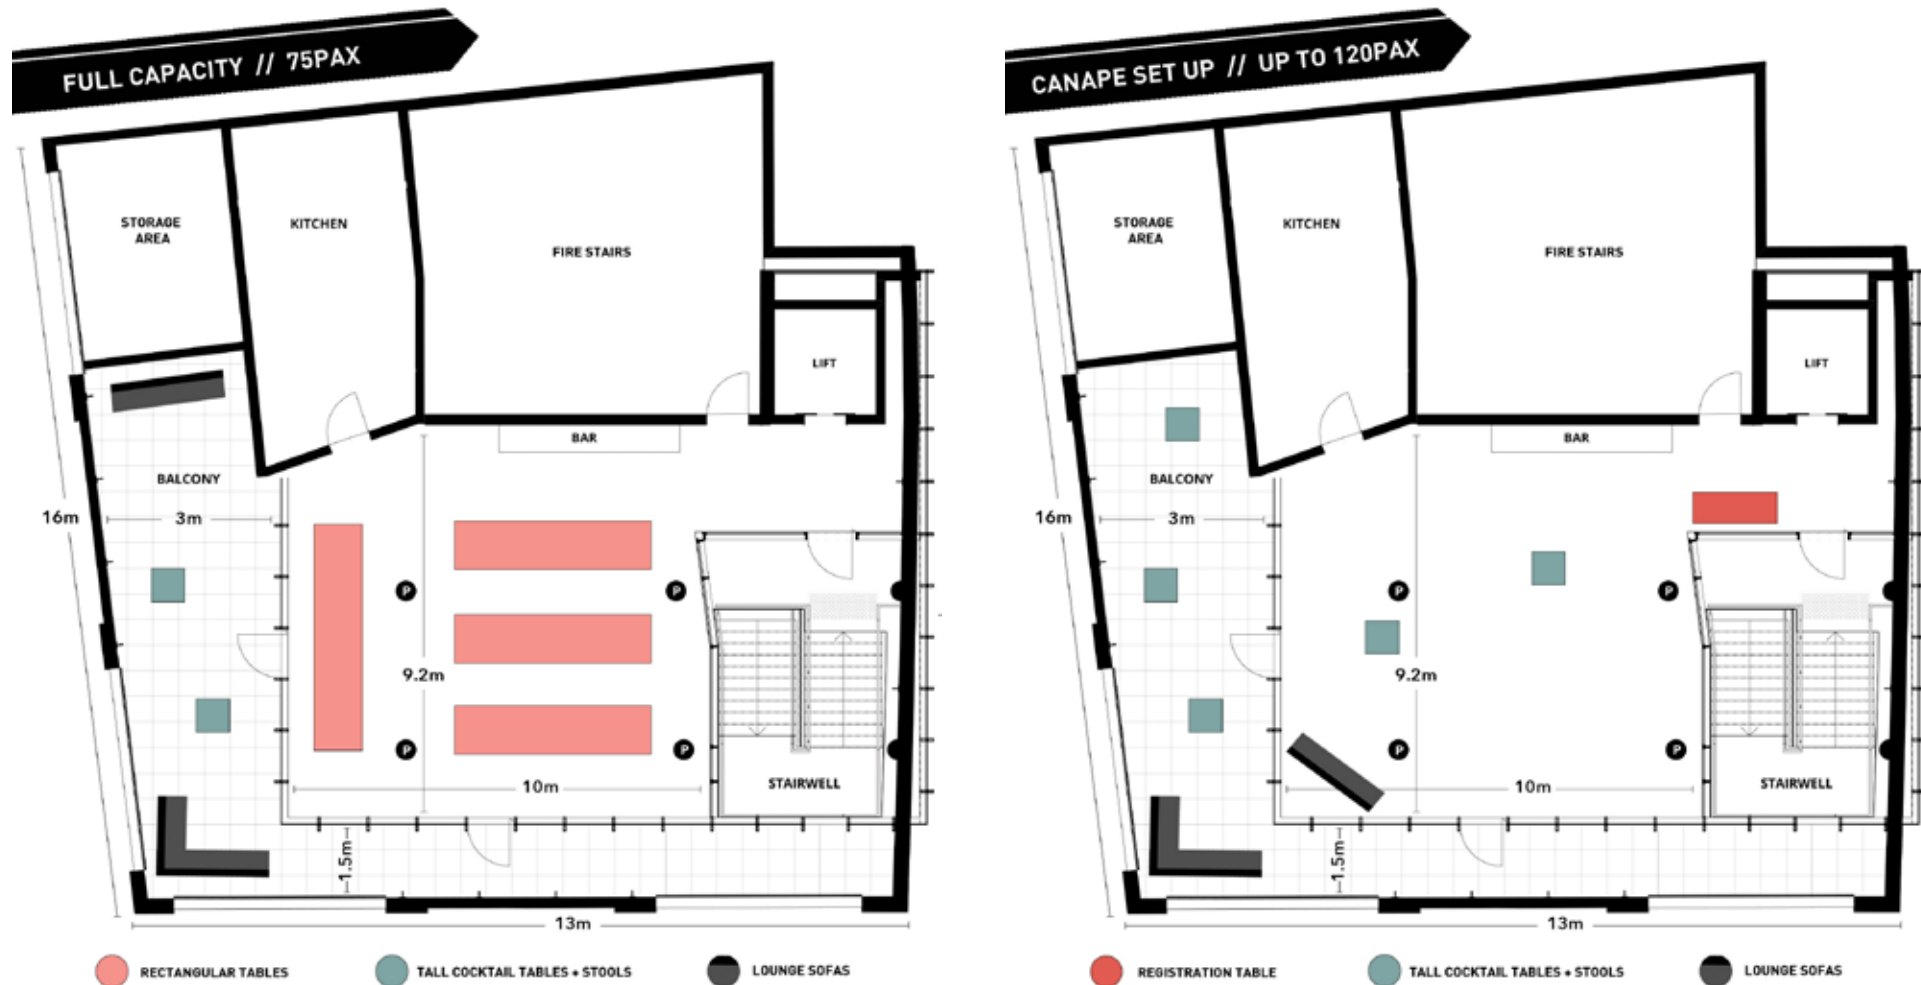 FULL CAPACITY // 75PAX
STORAGE
AREA
KITCHEN
FIRE STAIRS
LIFT
BAR
BALCONY
16m
3m
P
P
9.2m
P
P
10m
STAIRWELL
1.5m
13m
RECTANGULAR TABLES
TALL COCKTAIL TABLES + STOOLS
LOUNGE SOFAS
CANAPE SET UP // UP TO 120PAX
STORAGE
AREA
KITCHEN
FIRE STAIRS
LIFT
BAR
BALCONY
16m
3m
P
P
9.2m
P
P
10m
STAIRWELL
1.5m
13m
REGISTRATION TABLE
TALL COCKTAIL TABLES + STOOLS
LOUNGE SOFAS